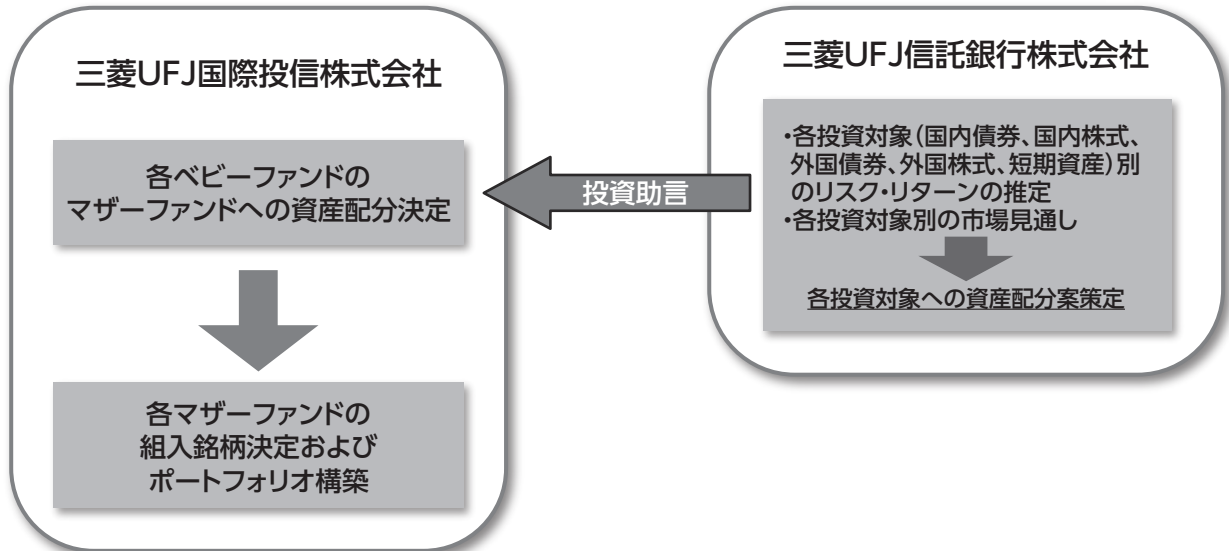 三菱UFJ国際投信株式会社
各ベビーファンドの
マザーファンドへの資産配分決定
各マザーファンドの
組入銘柄決定および
ポートフォリオ構築
投資助言
三菱UFJ信託銀行株式会社
・各投資対象(国内債券、国内株式、
外国債券、外国株式、短期資産)別
のリスク・リターンの推定
・各投資対象別の市場見通し
各投資対象への資産配分案策定